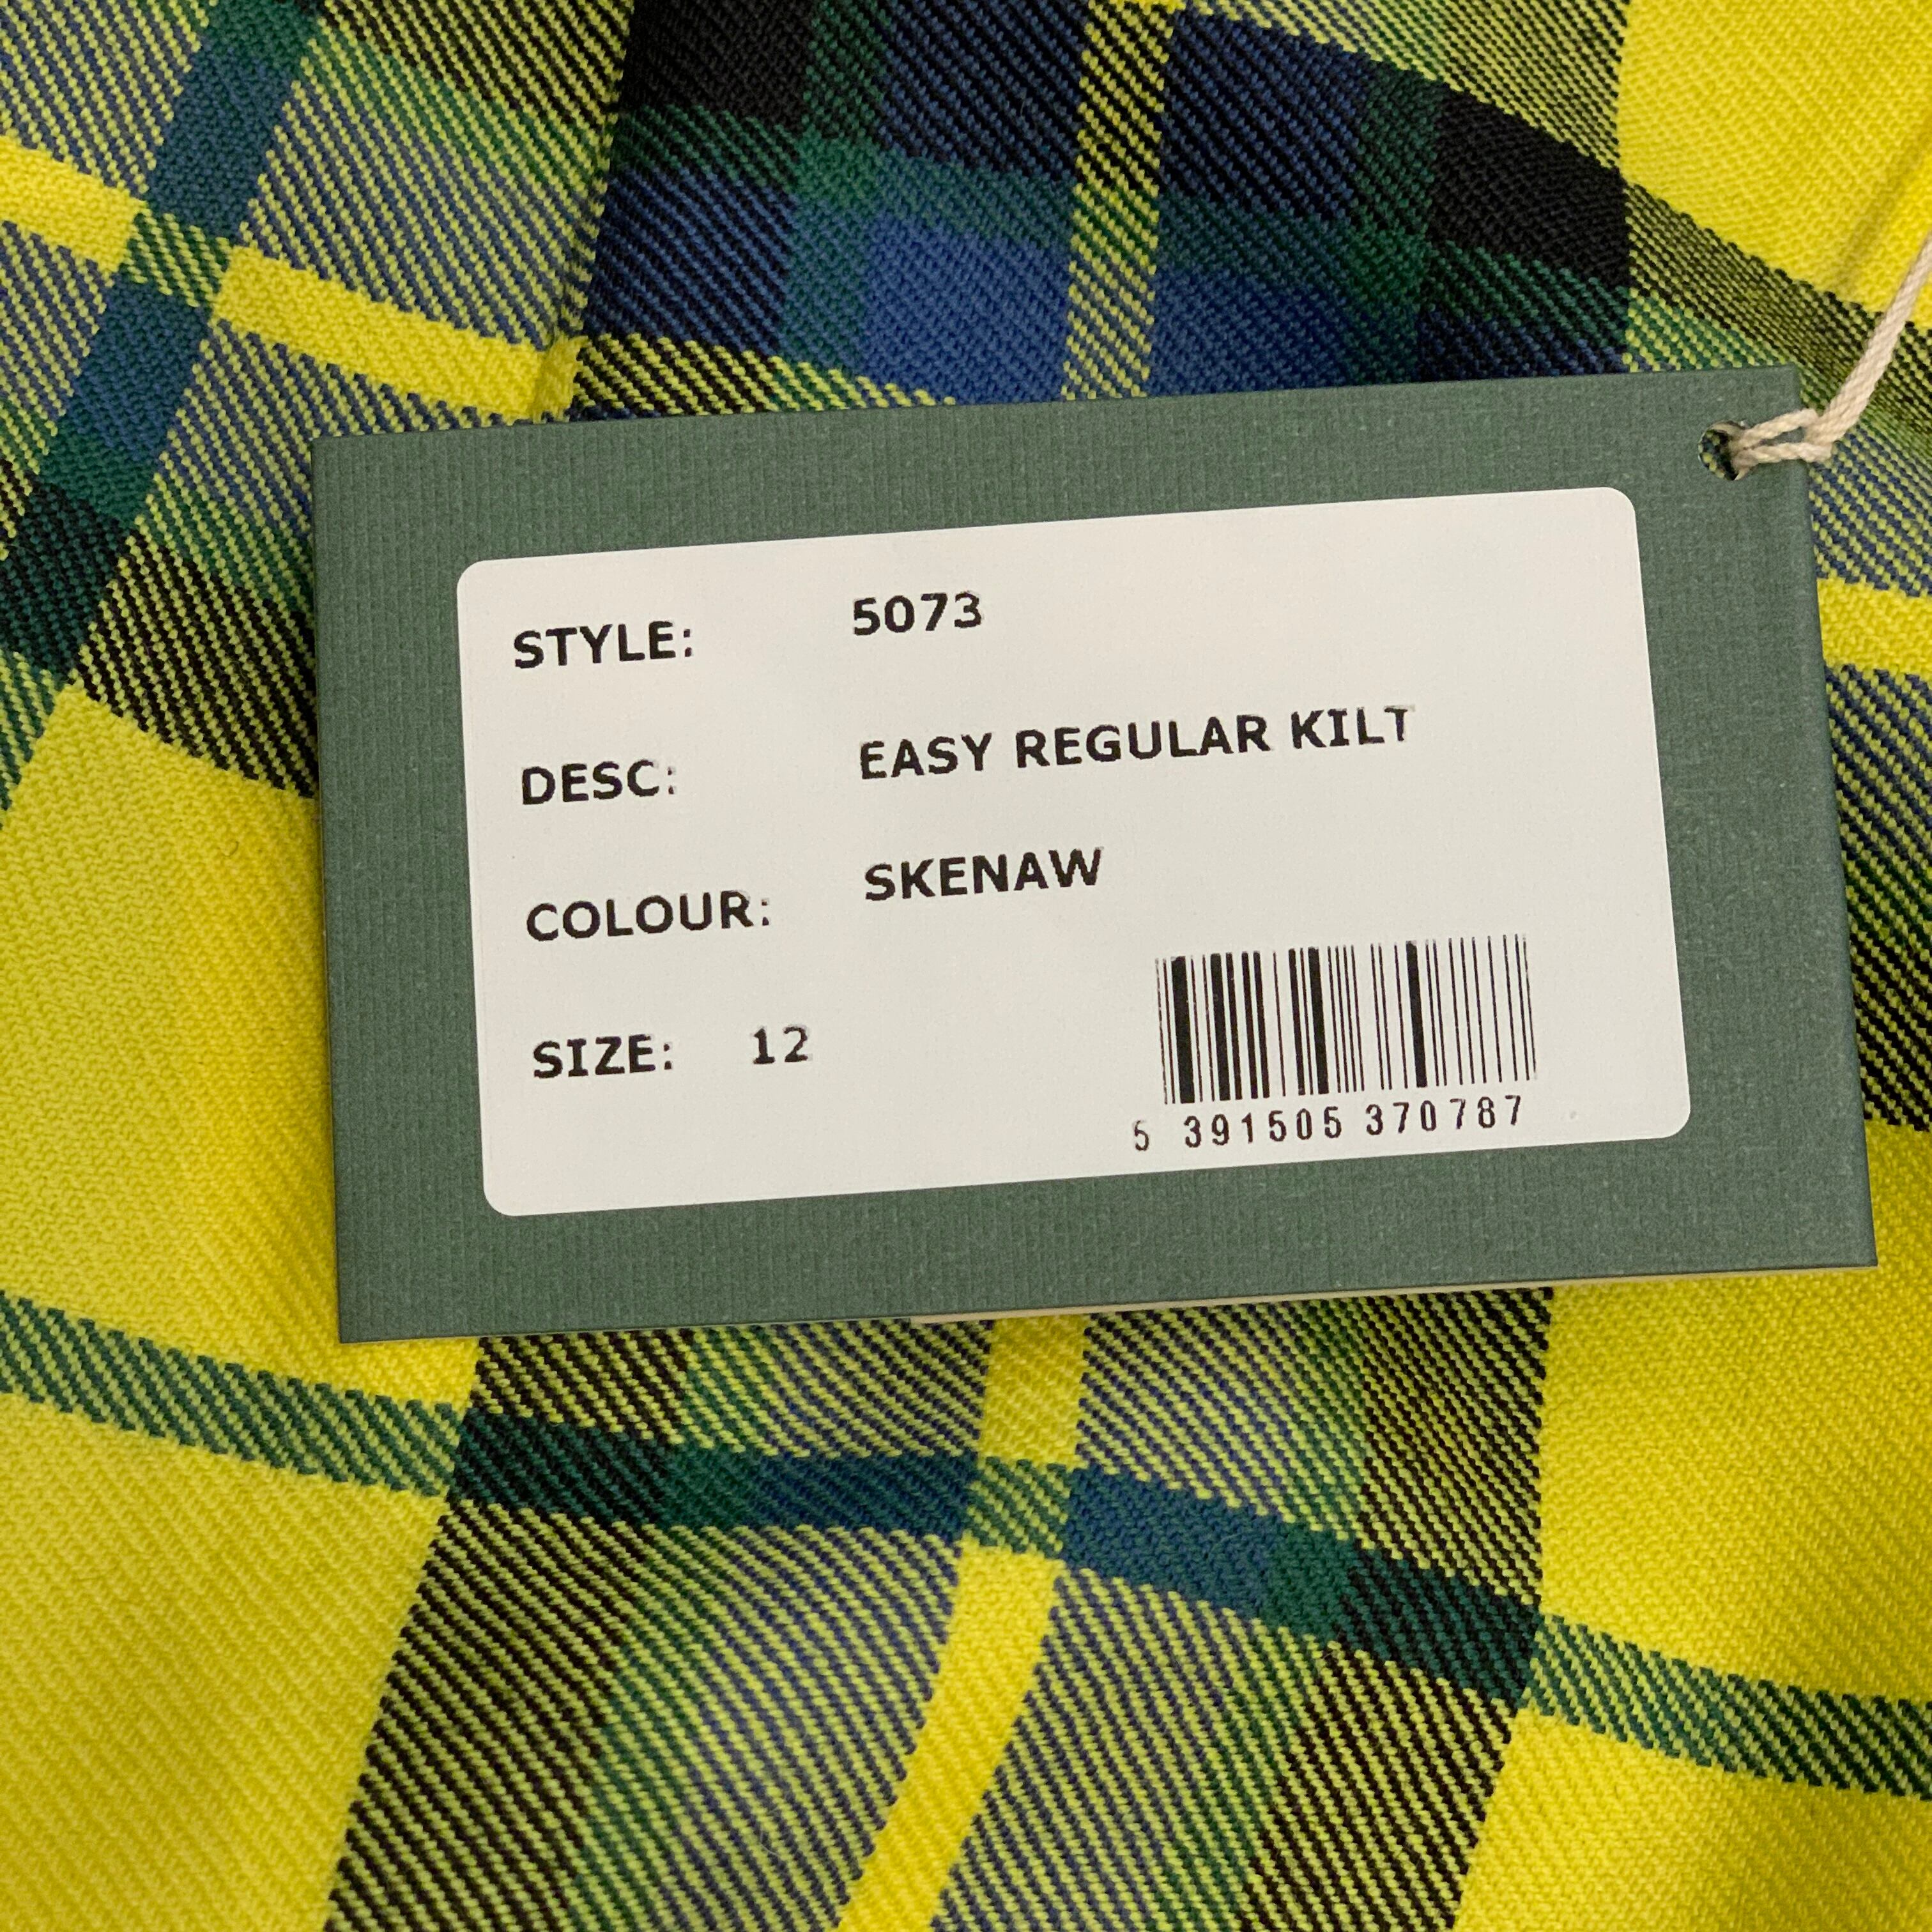 STYLE: 5073
DESC: EASY REGULAR KILT
COLOUR: SKENAW
SIZE: 12
5 391505 370787